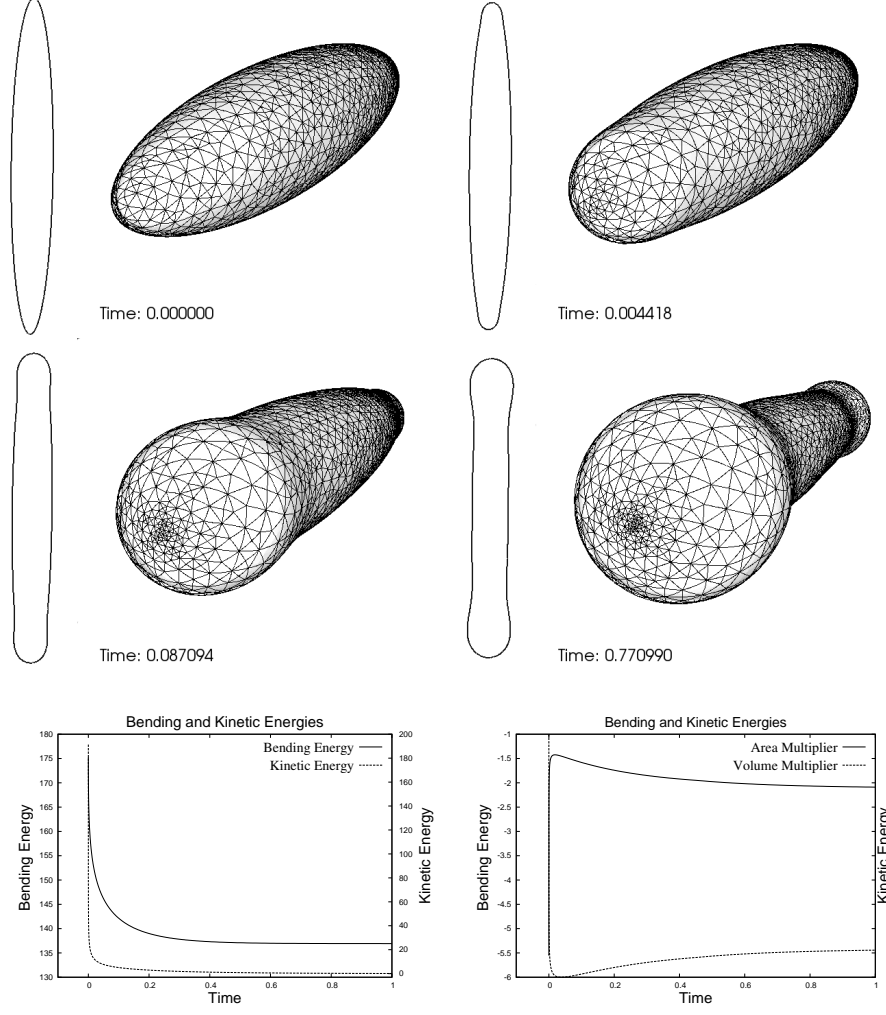 Time: 0.000000
Time: 0.004418
Time: 0.087094
Time: 0.770990
Bending and Kinetic Energies
Bending Energy
Kinetic Energy
180
175
170
165
160
155
150
145
140
135
130
200
180
160
140
120
100
80
60
40
20
0
Bending Energy
Kinetic Energy
0 0.2 0.4 0.6 0.8 1
Time
Bending and Kinetic Energies
Area Multiplier
Volume Multiplier
-1
-1.5
-2
-2.5
-3
-3.5
-4
-4.5
-5
-5.5
-6
Bending Energy
Kinetic Energy
0 0.2 0.4 0.6 0.8 1
Time